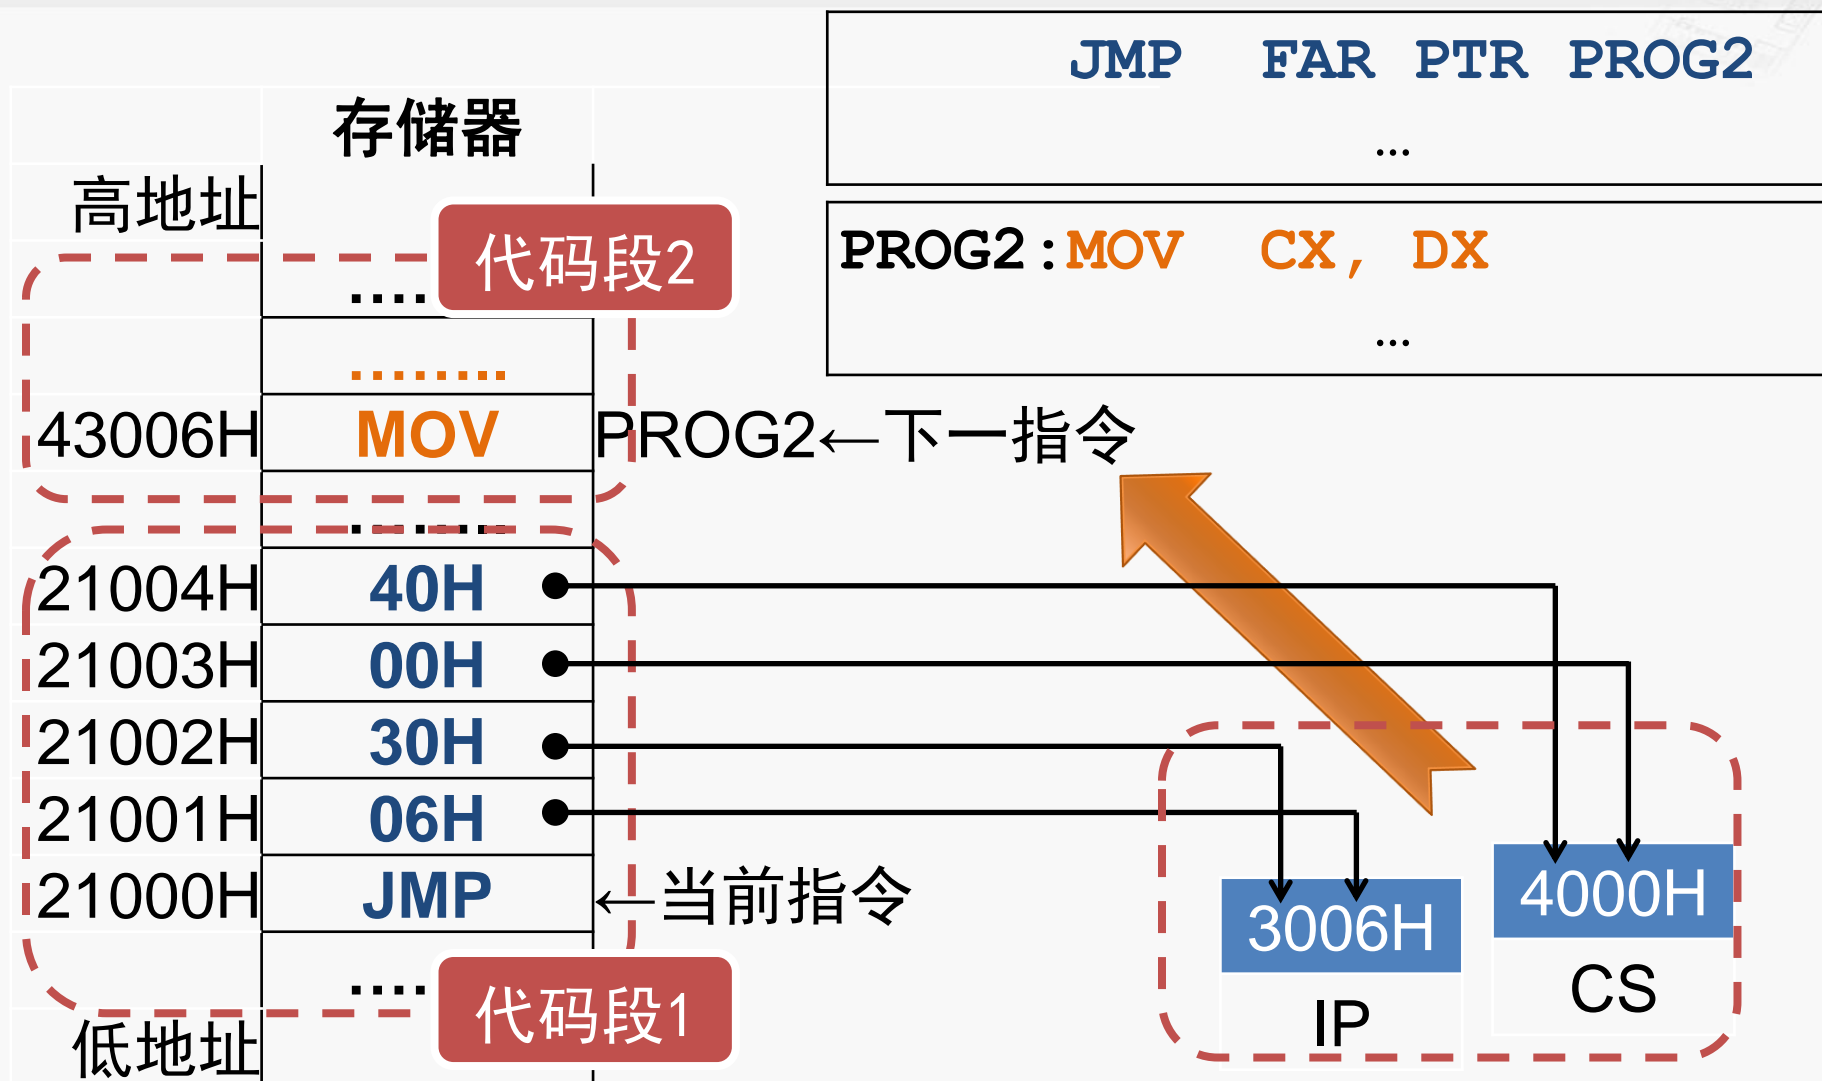 JMP FAR PTR PROG2
…
PROG2:MOV CX, DX
…
存储器
高地址
代码段2
....
........
43006H MOV PROG2←下一指令
........
21004H 40H
21003H 00H
21002H 30H
21001H 06H
21000H JMP ←当前指令
....
代码段1
低地址
3006H
IP
4000H
CS